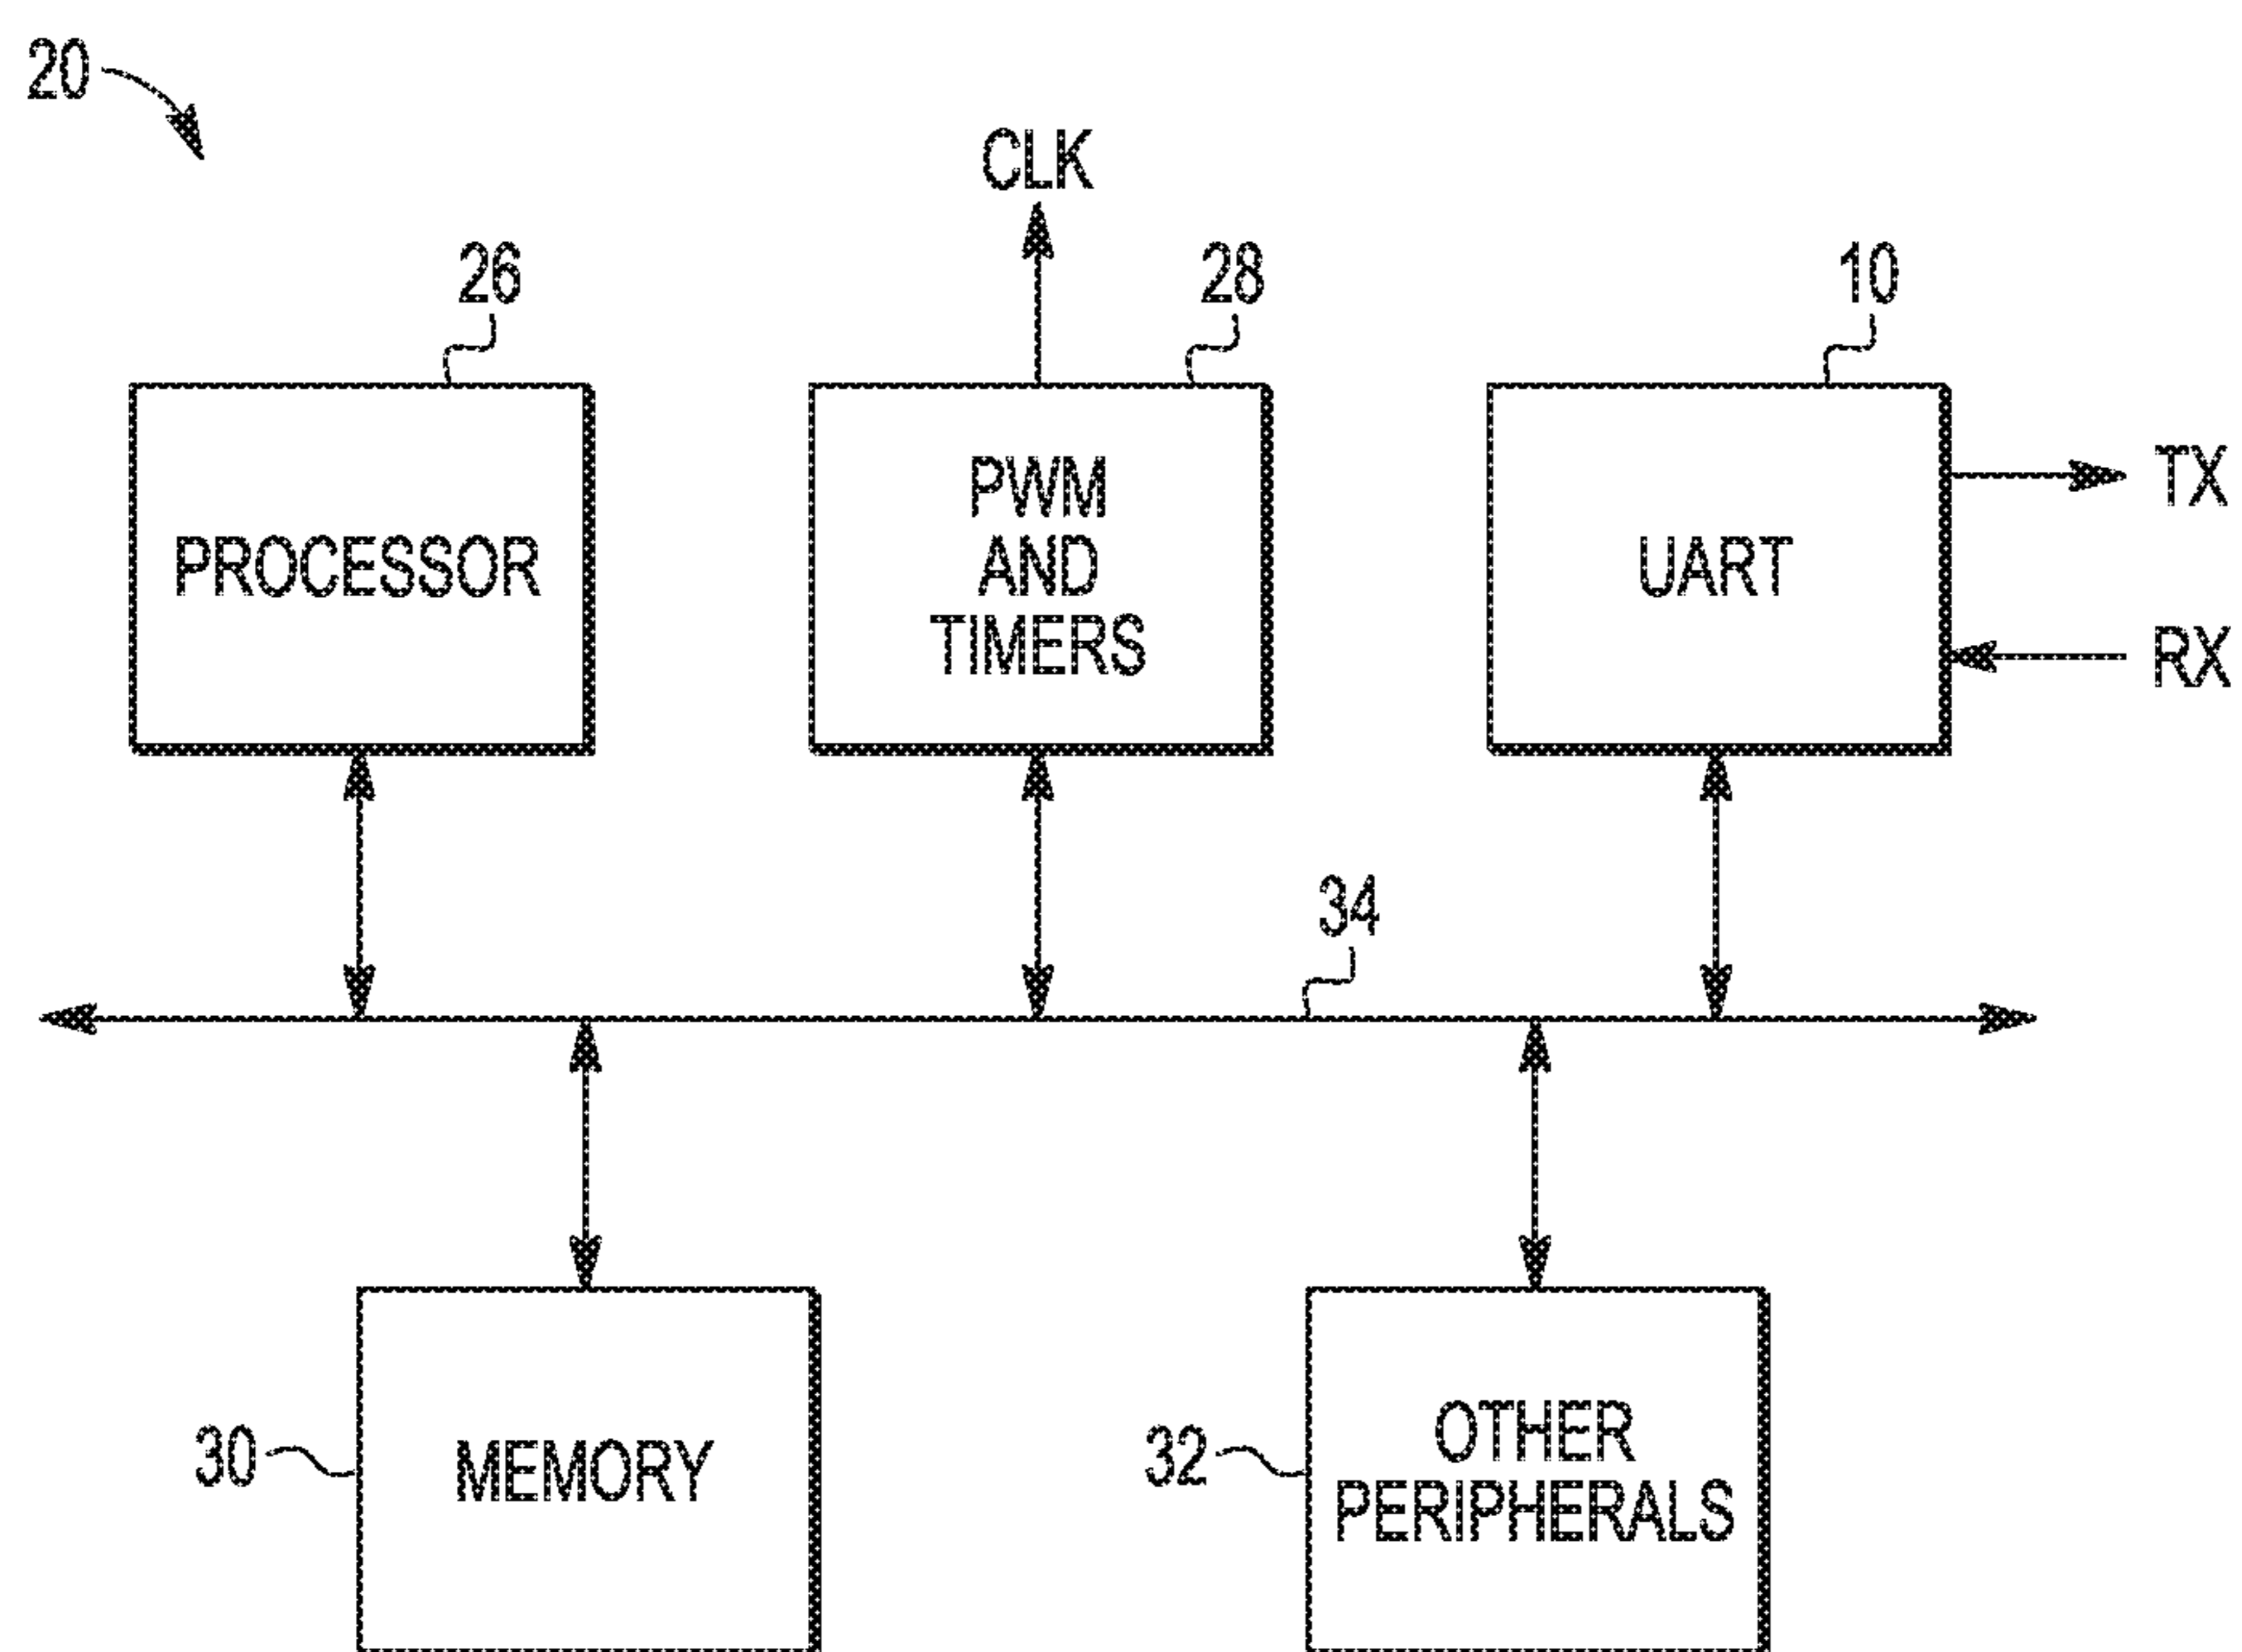 20
CLK
26
28
10
PROCESSOR
PWM
AND
TIMERS
UART
TX
RX
34
30
MEMORY
32
OTHER
PERIPHERALS